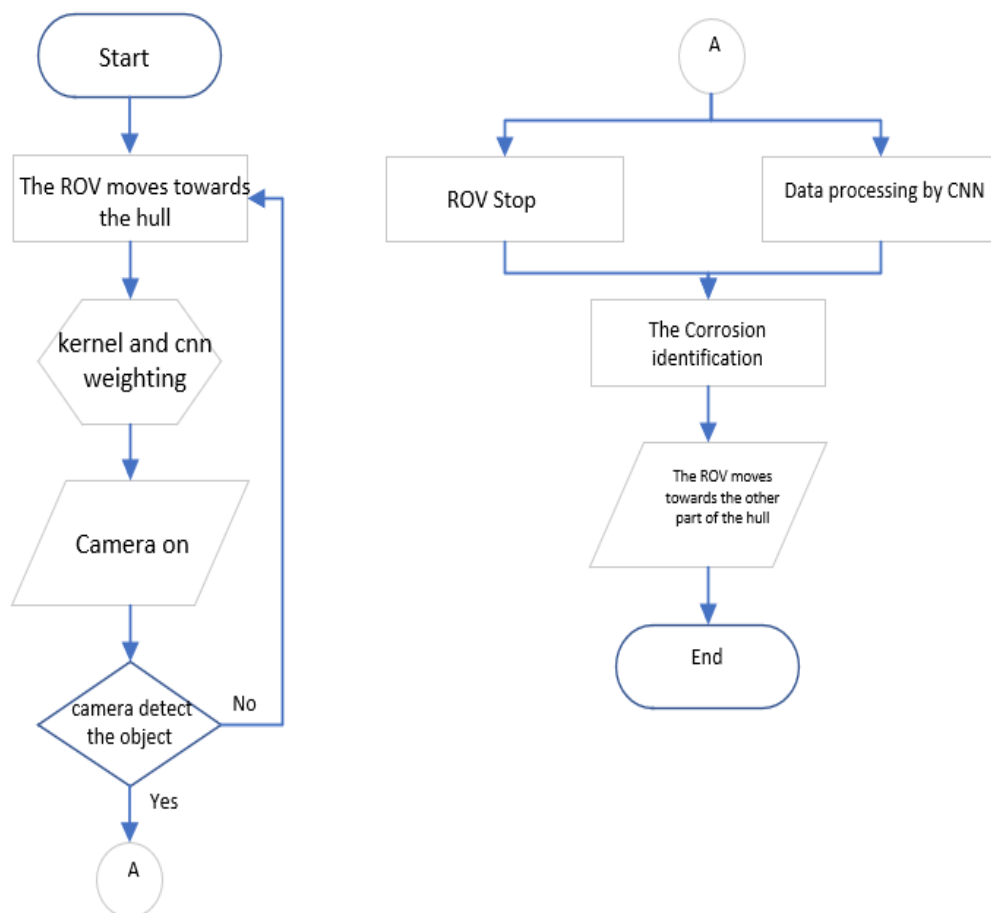 Start
The ROV moves towards
the hull
kernel and cnn
weighting
Camera on
camera detect
the object
No
Yes
A
A
ROV Stop
Data processing by CNN
The Corrosion
identification
The ROV moves
towards the other
part of the hull
End